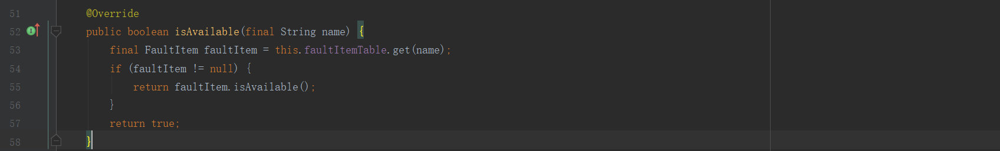 51 @Override
52 public boolean isAvailable(final String name) {
53 final FaultItem faultItem = this.faultItemTable.get(name);
54 if (faultItem != null) {
55 return faultItem.isAvailable();
56 }
57 return true;
58 }